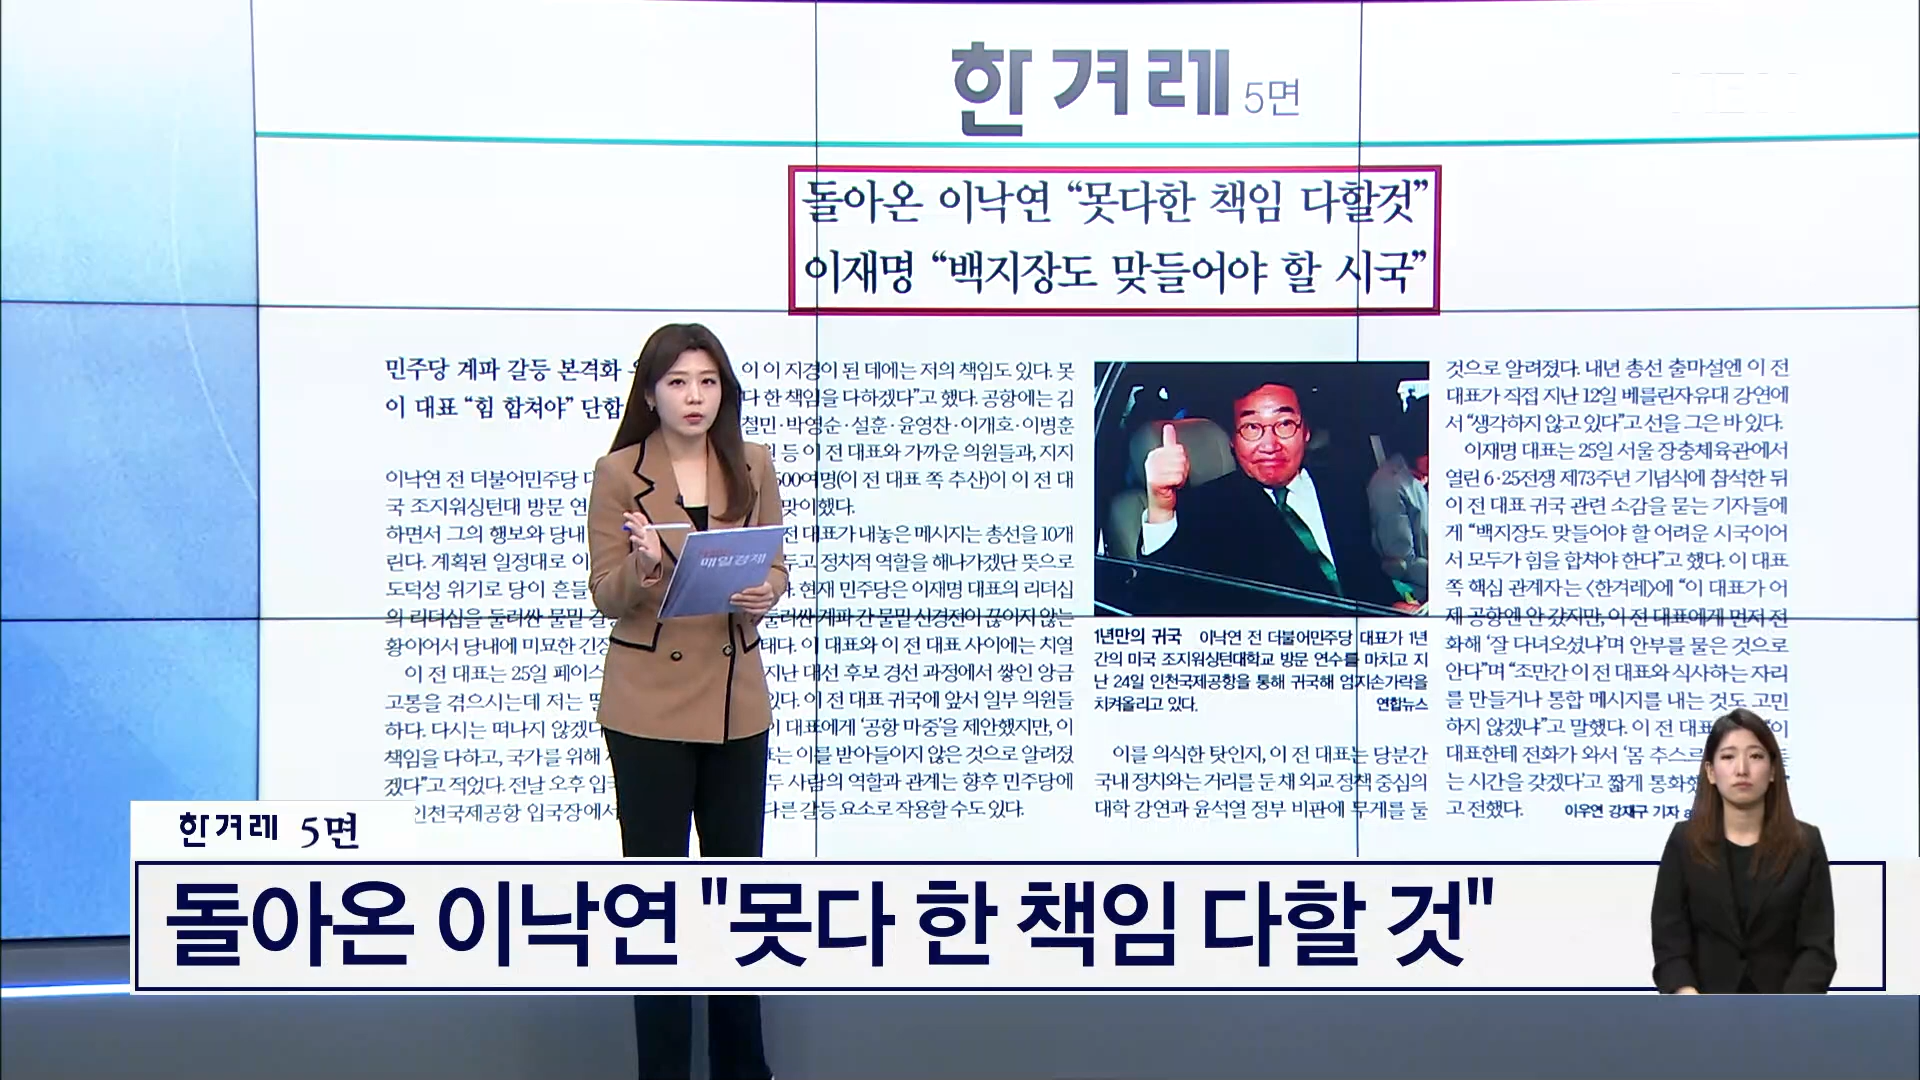 한겨레 5면
돌아온 이낙연 “못다한 책임 다할것”
이재명 “백지장도 맞들어야 할 시국”
민주당 계파 갈등 본격화
이 대표 “힘 합쳐야” 단합
이낙연 전 더불어민주당
국 조지워싱턴대 방문 연
하면서 그의 행보와 당내
린다. 계획된 일정대로 이
도덕성 위기로 당이 흔들
의 리더십을 둘러싼 물밑 갈등
황이어서 당내에 미묘한 긴장
이 전 대표는 25일 페이스
고통을 겪으시는데 저는 떨
하다. 다시는 떠나지 않겠다
책임을 다하고, 국가를 위해
겠다”고 적었다. 전날 오후 입국
인천국제공항 입국장에서
이 이 지경이 된 데에는 저의 책임도 있다. 못
다 한 책임을 다하겠다”고 했다. 공항에는 김
철민·박영순·설훈·윤영찬·이개호·이병훈
원 등 이 전 대표와 가까운 의원들과, 지지
500여명(이 전 대표 쪽 추산)이 이 전 대
맞이했다.
전 대표가 내놓은 메시지는 총선을 10개
두고 정치적 역할을 해나가겠단 뜻으로
현재 민주당은 이재명 대표의 리더십
둘러싼 계파 간 물밑 신경전이 끊이지 않는
태다. 이 대표와 이 전 대표 사이에는 치열
지난 대선 후보 경선 과정에서 쌓인 앙금
있다. 이 전 대표 귀국에 앞서 일부 의원들
이 대표에게 ‘공항 마중’을 제안했지만, 이
표는 이를 받아들이지 않은 것으로 알려졌
두 사람의 역할과 관계는 향후 민주당에
다른 갈등 요소로 작용할 수도 있다.
1년만의 귀국 이낙연 전 더불어민주당 대표가 1년
간의 미국 조지워싱턴대학교 방문 연수를 마치고 지
난 24일 인천국제공항을 통해 귀국해 엄지손가락을
치켜올리고 있다. 연합뉴스
이를 의식한 탓인지, 이 전 대표는 당분간
국내 정치와는 거리를 둔 채 외교 정책 중심의
대학 강연과 윤석열 정부 비판에 무게를 둘
것으로 알려졌다. 내년 총선 출마설엔 이 전
대표가 직접 지난 12일 베를린자유대 강연에
서 “생각하지 않고 있다”고 선을 그은 바 있다.
이재명 대표는 25일 서울 장충체육관에서
열린 6·25전쟁 제73주년 기념식에 참석한 뒤
이 전 대표 귀국 관련 소감을 묻는 기자들에
게 “백지장도 맞들어야 할 어려운 시국이어
서 모두가 힘을 합쳐야 한다”고 했다. 이 대표
쪽 핵심 관계자는 <한겨레>에 “이 대표가 어
제 공항엔 안 갔지만, 이 전 대표에게 먼저 전
화해 ‘잘 다녀오셨냐’며 안부를 물은 것으로
안다”며 “조만간 이 전 대표와 식사하는 자리
를 만들거나 통합 메시지를 내는 것도 고민
하지 않겠냐”고 말했다. 이 전 대표
대표한테 전화가 와서 ‘몸 추스르
는 시간을 갖겠다’고 짧게 통화했
고 전했다. 이우연 강재구 기자
매일경제
한겨레 5면
돌아온 이낙연 "못다 한 책임 다할 것"